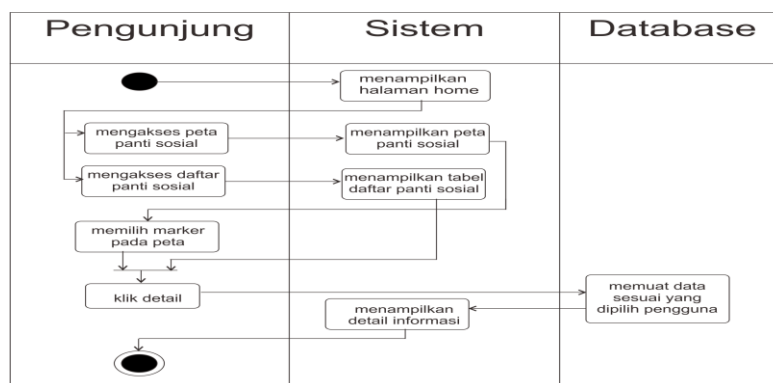 Pengunjung
Sistem
Database
menampilkan
halaman home
mengakses peta
panti sosial
menampilkan peta
panti sosial
mengakses daftar
panti sosial
menampilkan tabel
daftar panti sosial
memilih marker
pada peta
klik detail
memuat data
sesuai yang
dipilih pengguna
menampilkan
detail informasi